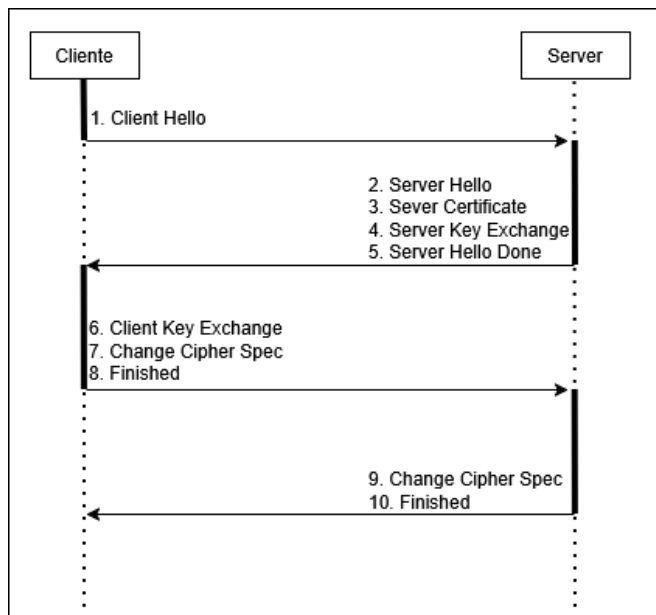 Cliente
Server
1. Client Hello
2. Server Hello
3. Sever Certificate
4. Server Key Exchange
5. Server Hello Done
6. Client Key Exchange
7. Change Cipher Spec
8. Finished
9. Change Cipher Spec
10. Finished